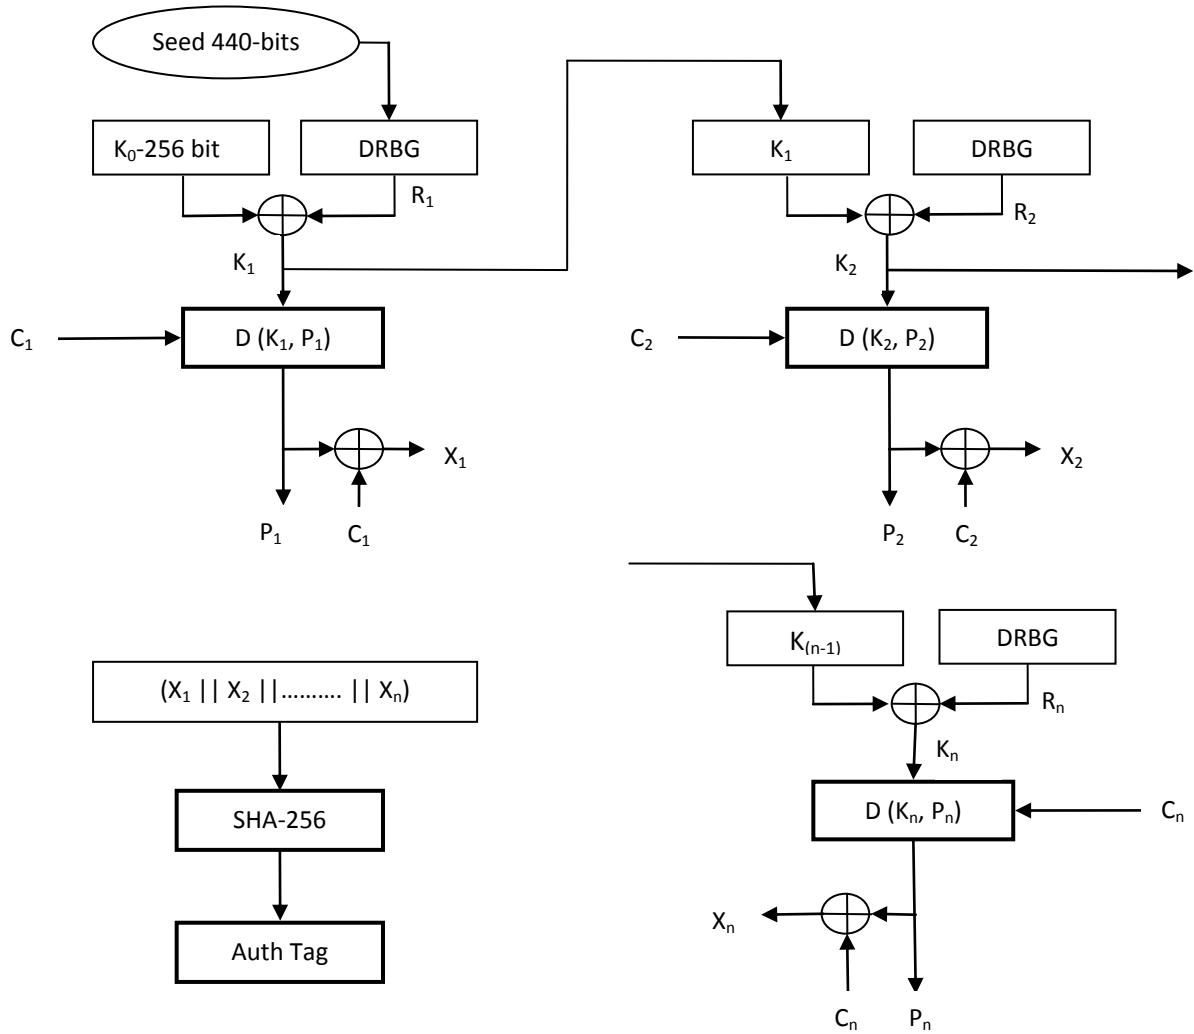 Seed 440-bits
K₀-256 bit
DRBG
R₁
K₁
C₁
D (K₁, P₁)
X₁
P₁
C₁
K₁
DRBG
R₂
K₂
C₂
D (K₂, P₂)
X₂
P₂
C₂
(X₁ || X₂ ||.......... || Xₙ)
SHA-256
Auth Tag
K₍ₙ₋₁₎
DRBG
Rₙ
Kₙ
D (Kₙ, Pₙ)
Cₙ
Xₙ
Cₙ
Pₙ